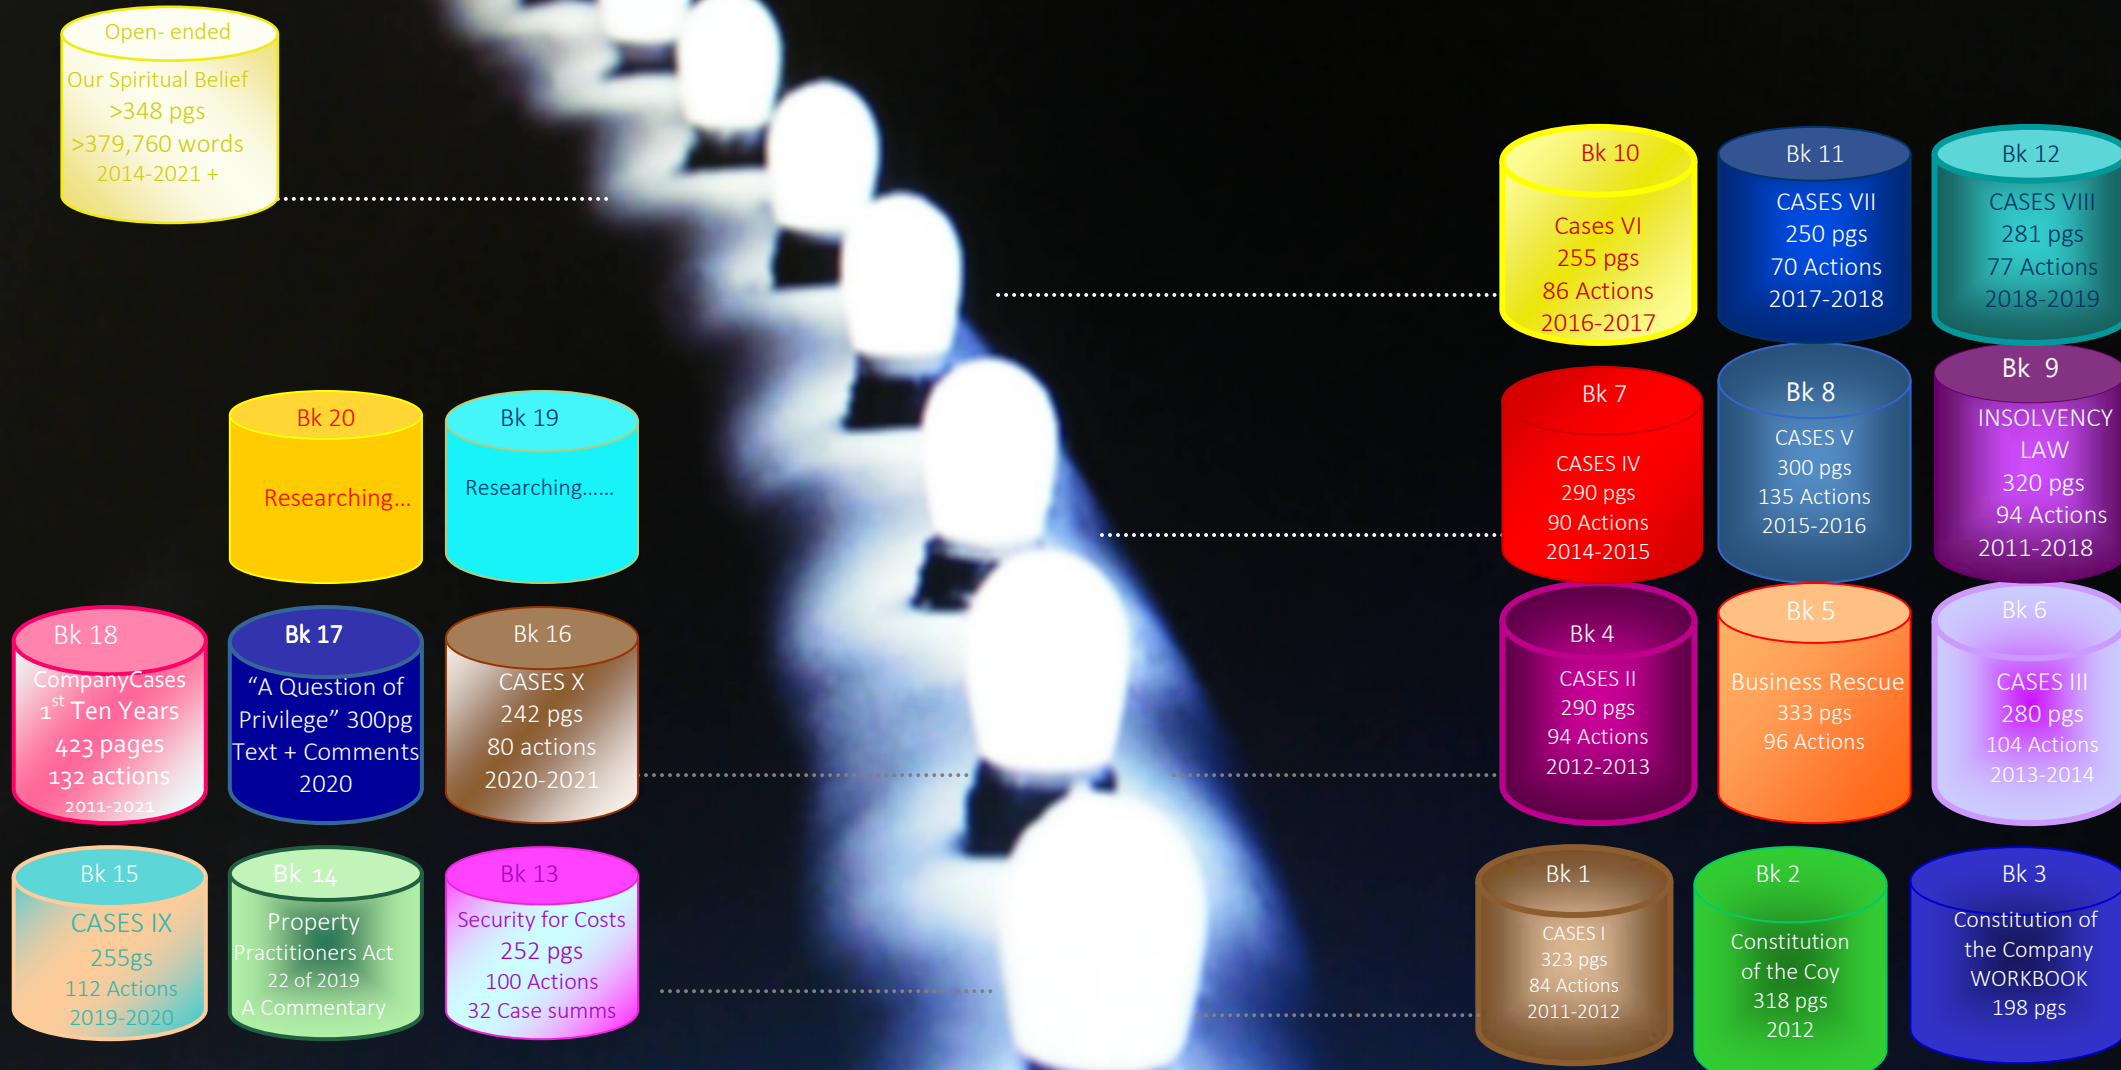 Open- ended
Our Spiritual Belief
>348 pgs
>379,760 words
2014-2021 +
Bk 10
Cases VI
255 pgs
86 Actions
2016-2017
Bk 11
CASES VII
250 pgs
70 Actions
2017-2018
Bk 12
CASES VIII
281 pgs
77 Actions
2018-2019
Bk 20
Researching...
Bk 19
Researching......
Bk 7
CASES IV
290 pgs
90 Actions
2014-2015
Bk 8
CASES V
300 pgs
135 Actions
2015-2016
Bk 9
INSOLVENCY
LAW
320 pgs
94 Actions
2011-2018
Bk 18
CompanyCases
1st Ten Years
423 pages
132 actions
2011-2021
Bk 17
“A Question of
Privilege” 300pg
Text + Comments
2020
Bk 16
CASES X
242 pgs
80 actions
2020-2021
Bk 4
CASES II
290 pgs
94 Actions
2012-2013
Bk 5
Business Rescue
333 pgs
96 Actions
Bk 6
CASES III
280 pgs
104 Actions
2013-2014
Bk 15
CASES IX
255gs
112 Actions
2019-2020
Bk 14
Property
Practitioners Act
22 of 2019
A Commentary
Bk 13
Security for Costs
252 pgs
100 Actions
32 Case summs
Bk 1
CASES I
323 pgs
84 Actions
2011-2012
Bk 2
Constitution
of the Coy
318 pgs
2012
Bk 3
Constitution of
the Company
WORKBOOK
198 pgs